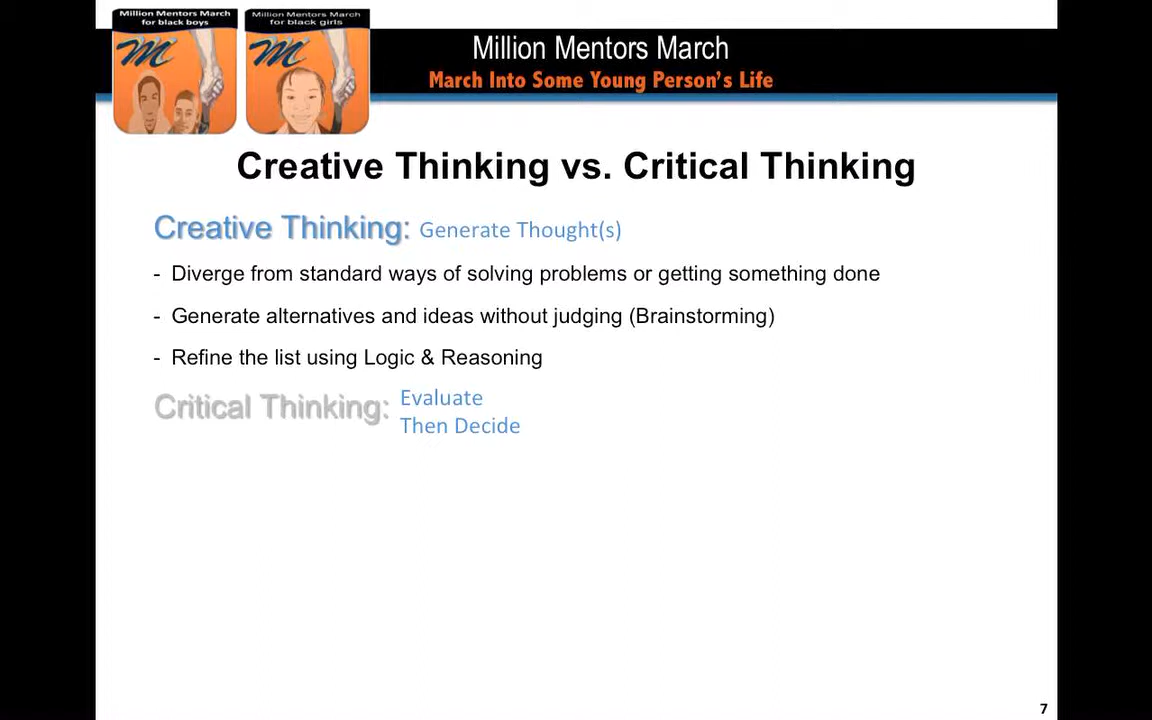 Million Mentors March
for black boys
Million Mentors March
for black girls
M
M
Million Mentors March
March Into Some Young Person's Life
Creative Thinking vs. Critical Thinking
Creative Thinking: Generate Thought(s)
- Diverge from standard ways of solving problems or getting something done
- Generate alternatives and ideas without judging (Brainstorming)
- Refine the list using Logic & Reasoning
Critical Thinking: Evaluate
Then Decide
7